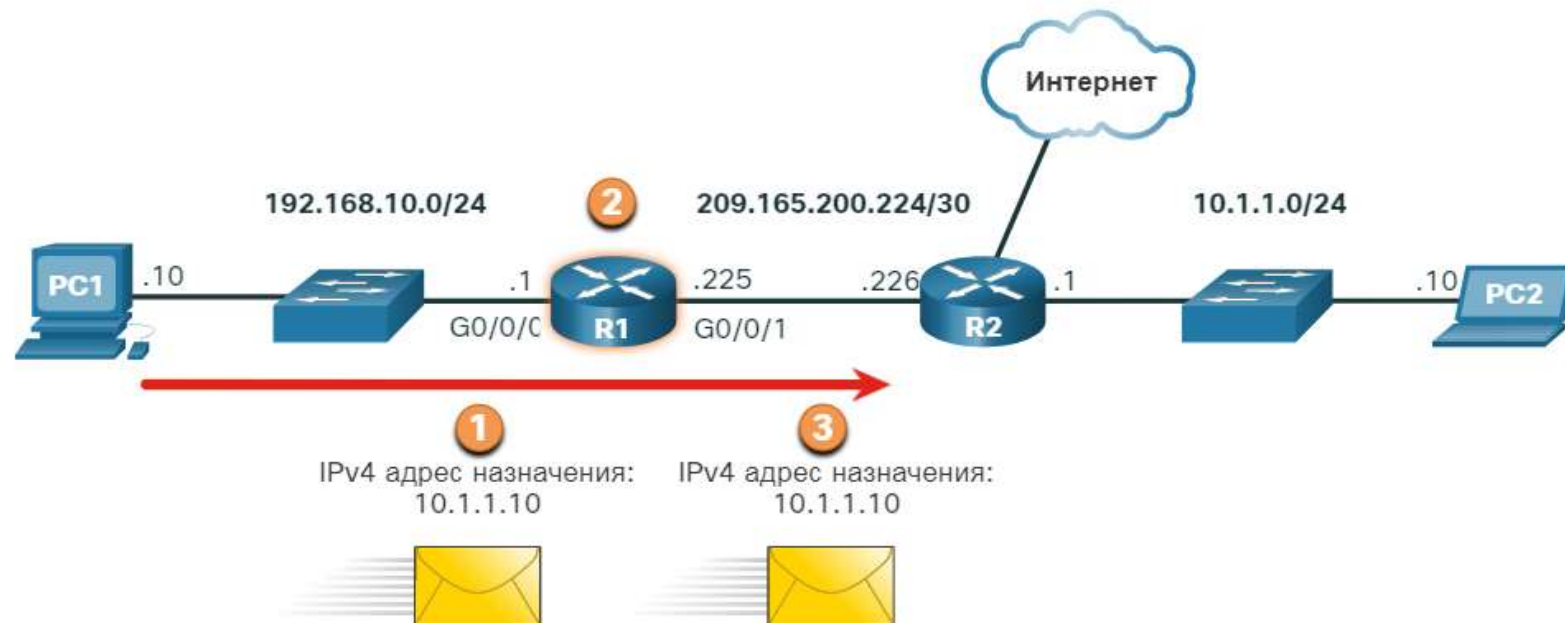 Интернет
192.168.10.0/24
2
209.165.200.224/30
10.1.1.0/24
PC1
.10
.1
G0/0/0
R1
.225
G0/0/1
.226
R2
.1
.10
PC2
1
IPv4 адрес назначения:
10.1.1.10
3
IPv4 адрес назначения:
10.1.1.10